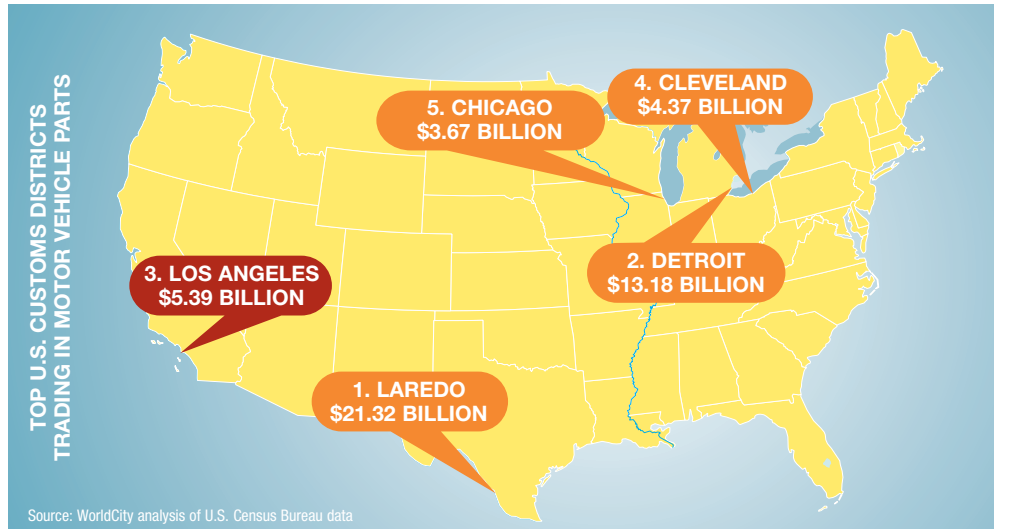 TOP U.S. CUSTOMS DISTRICTS
TRADING IN MOTOR VEHICLE PARTS
4. CLEVELAND
$4.37 BILLION
5. CHICAGO
$3.67 BILLION
2. DETROIT
$13.18 BILLION
3. LOS ANGELES
$5.39 BILLION
1. LAREDO
$21.32 BILLION
Source: WorldCity analysis of U.S. Census Bureau data